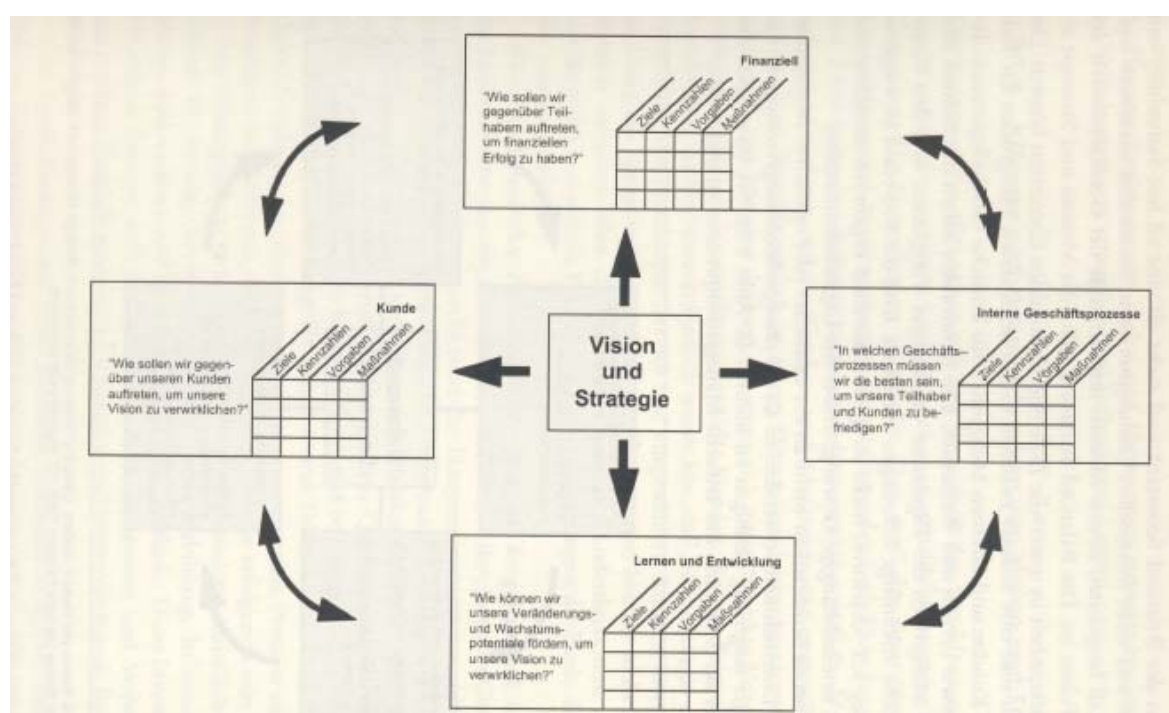 Finanziell
"Wie sollen wir
gegenüber Teil-
habern auftreten,
um finanziellen
Erfolg zu haben?"
Ziele
Kennzahlen
Vorgaben
Maßnahmen
Kunde
"Wie sollen wir gegen-
über unseren Kunden
auftreten, um unsere
Vision zu verwirklichen?"
Ziele
Kennzahlen
Vorgaben
Maßnahmen
Vision
und
Strategie
Interne Geschäftsprozesse
"In welchen Geschäfts–
prozessen müssen
wir die besten sein,
um unsere Teilhaber
und Kunden zu be-
friedigen?"
Ziele
Kennzahlen
Vorgaben
Maßnahmen
Lernen und Entwicklung
"Wie können wir
unsere Veränderungs-
und Wachstums-
potentiale fördern, um
unsere Vision zu
verwirklichen?"
Ziele
Kennzahlen
Vorgaben
Maßnahmen